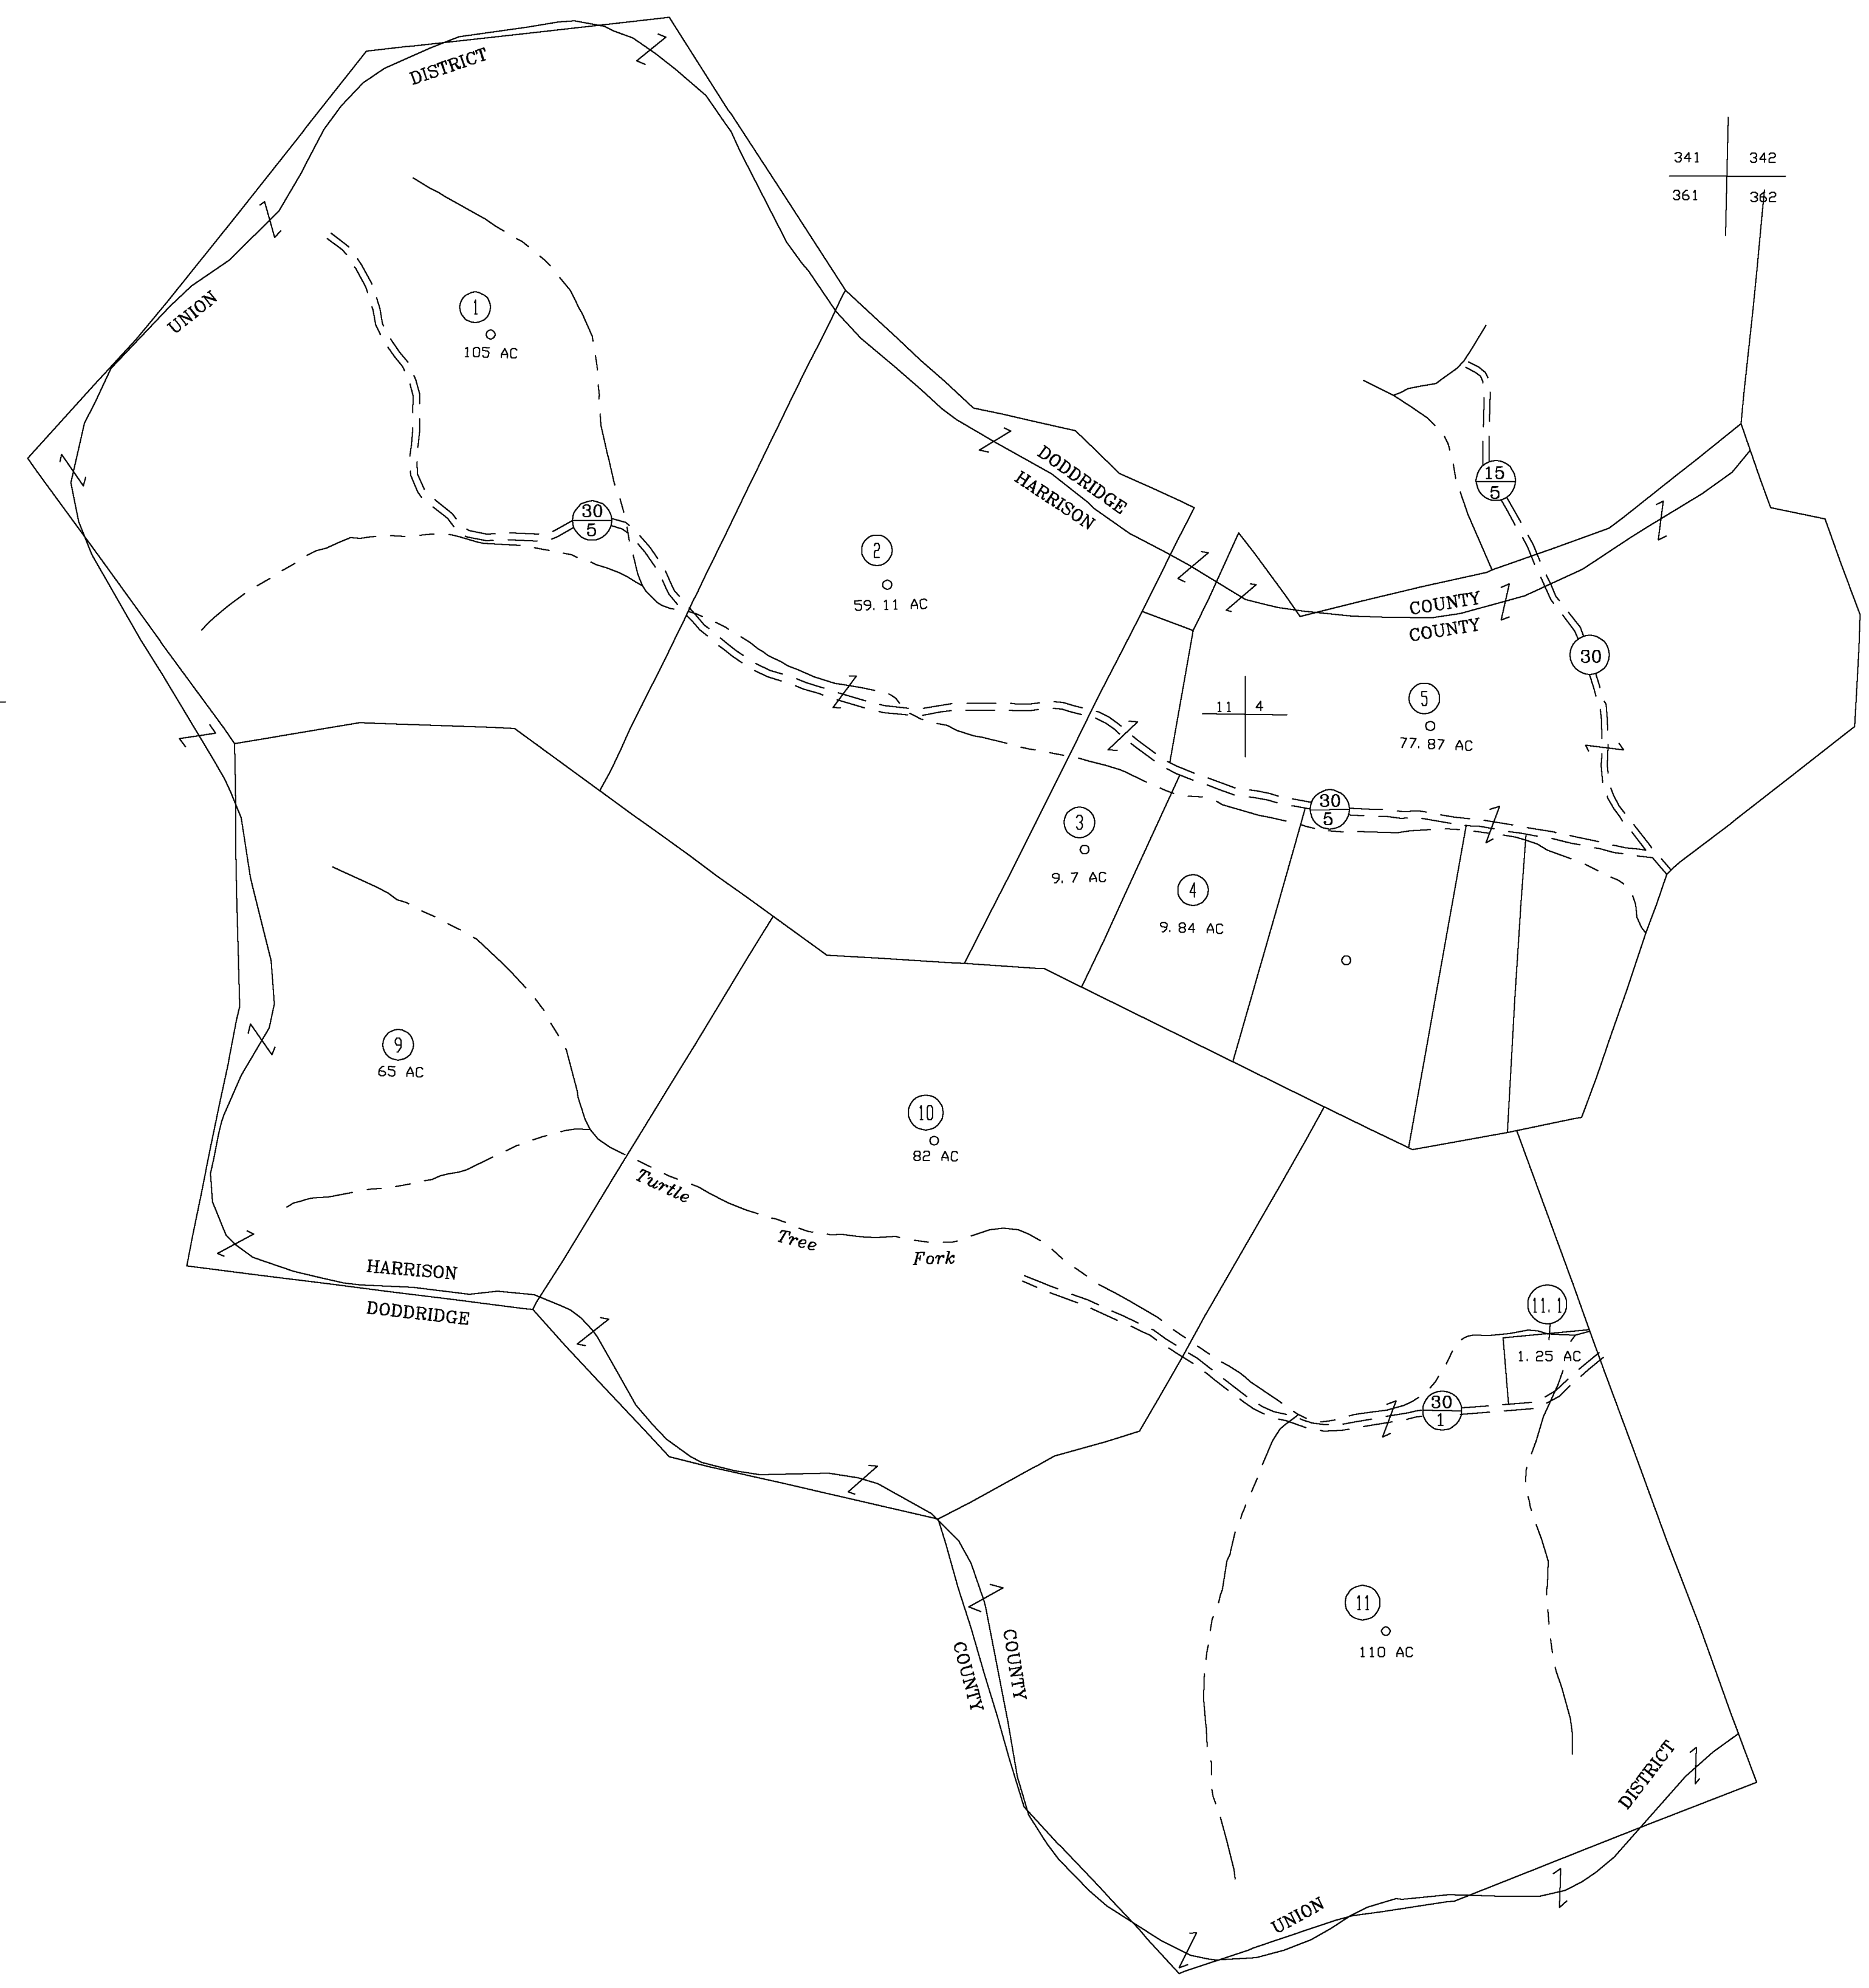 DISTRICT
341 342
361 362
UNION
1
105 AC
DODDRIDGE
HARRISON
15
5
30
5
2
59.11 AC
COUNTY
COUNTY
30
11 4
5
77.87 AC
30
5
3
9.7 AC
4
9.84 AC
9
65 AC
10
82 AC
Turtle Tree Fork
HARRISON
DODDRIDGE
11.1
1.25 AC
30
1
11
110 AC
COUNTY
COUNTY
DISTRICT
UNION